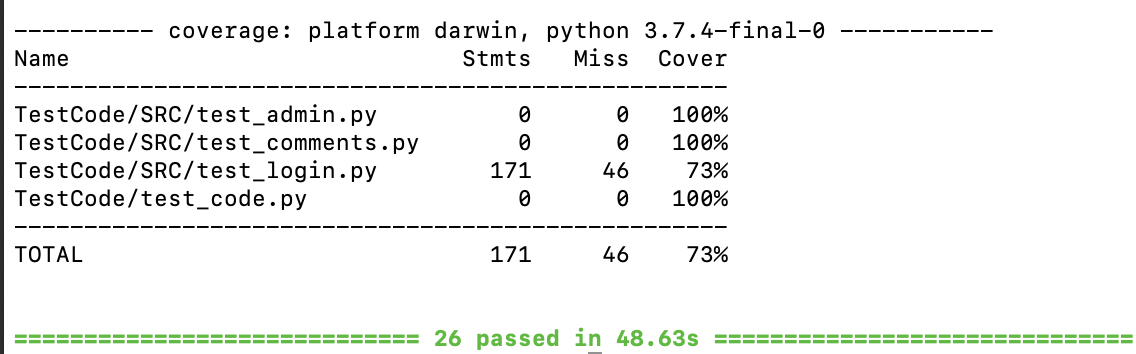 ---------- coverage: platform darwin, python 3.7.4-final-0 -----------
Name                            Stmts   Miss  Cover
---------------------------------------------------
TestCode/SRC/test_admin.py          0      0   100%
TestCode/SRC/test_comments.py       0      0   100%
TestCode/SRC/test_login.py        171     46    73%
TestCode/test_code.py               0      0   100%
---------------------------------------------------
TOTAL                             171     46    73%
============================= 26 passed in 48.63s ==============================